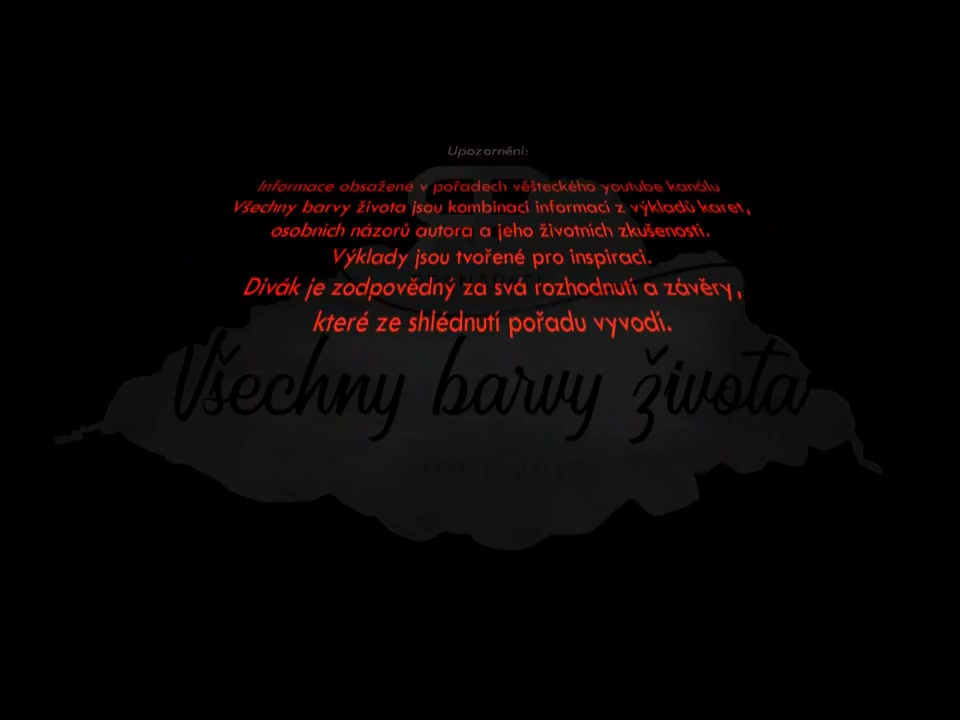 Upozornění:
Informace obsažené v pořadech věšteckého youtube kanálu
Všechny barvy života jsou kombinací informací z výkladů karet,
osobních názorů autora a jeho životních zkušeností.
Výklady jsou tvořené pro inspiraci.
Divák je zodpovědný za svá rozhodnutí a závěry,
které ze shlédnutí pořadu vyvodí.
Všechny barvy života